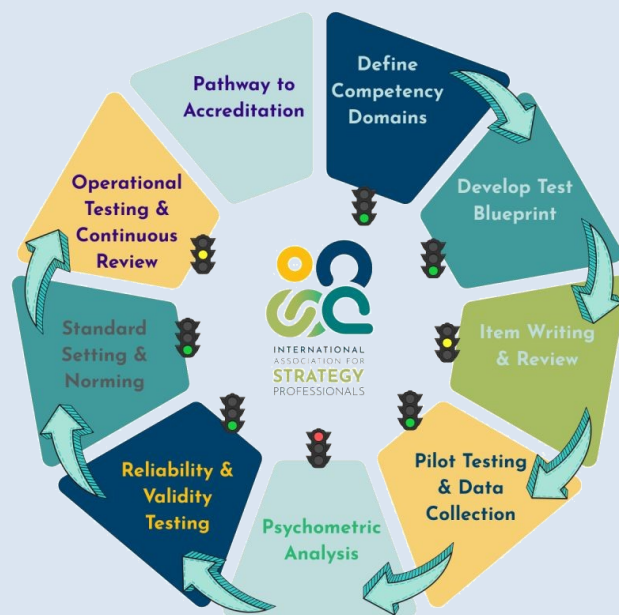 Define
Competency
Domains
Develop Test
Blueprint
Item Writing
& Review
Pilot Testing
& Data
Collection
Psychometric
Analysis
Reliability &
Validity
Testing
Standard
Setting &
Norming
Operational
Testing &
Continuous
Review
Pathway to
Accreditation
INTERNATIONAL
ASSOCIATION FOR
STRATEGY
PROFESSIONALS